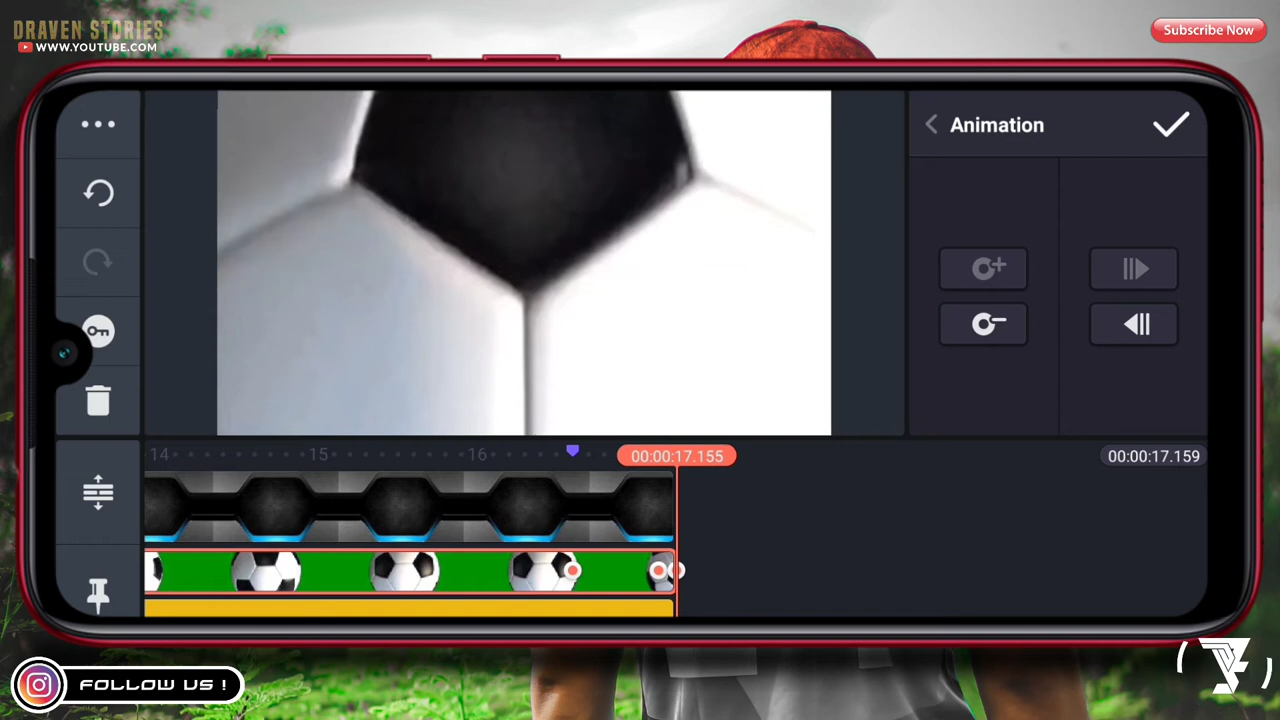 DRAVEN STORIES
WWW.YOUTUBE.COM
Subscribe Now
Animation
14
15
16
00:00:17.155
00:00:17.159
FOLLOW US !